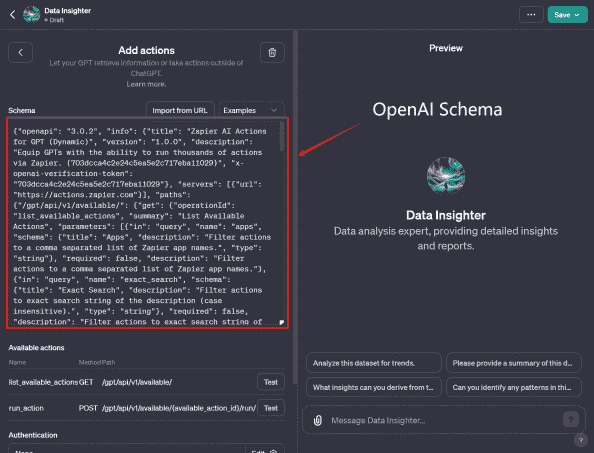 Data Insighter
Draft
Save
Add actions
Let your GPT retrieve information or take actions outside of
ChatGPT.
Learn more.
Schema
Import from URL
Examples
{"openapi": "3.0.2", "info": {"title": "Zapier AI Actions
for GPT (Dynamic)", "version": "1.0.0", "description":
"Equip GPTs with the ability to run thousands of actions
via Zapier. (703dcca4c2e24c5ea5e2c717eba11029)", "x-
openai-verification-token":
"703dcca4c2e24c5ea5e2c717eba11029"}, "servers": [{"url":
"https://actions.zapier.com"}], "paths":
{"/gpt/api/v1/available/": {"get": {"operationId":
"list_available_actions", "summary": "List Available
Actions", "parameters": [{"in": "query", "name": "apps",
"schema": {"title": "Apps", "description": "Filter actions
to a comma separated list of Zapier app names.", "type":
"string"}, "required": false, "description": "Filter
actions to a comma separated list of Zapier app names."},
{"in": "query", "name": "exact_search", "schema":
{"title": "Exact Search", "description": "Filter actions
to exact search string of the description (case
insensitive).", "type": "string"}, "required": false,
"description": "Filter actions to exact search string of
Available actions
Name Method Path
list_available_actions GET /gpt/api/v1/available/ Test
run_action POST /gpt/api/v1/available/{available_action_id}/run/ Test
Authentication
None Edit
Preview
OpenAI Schema
Data Insighter
Data analysis expert, providing detailed insights
and reports.
Analyze this dataset for trends.
Please provide a summary of this d...
What insights can you derive from t...
Can you identify any patterns in thi...
Message Data Insighter...
?